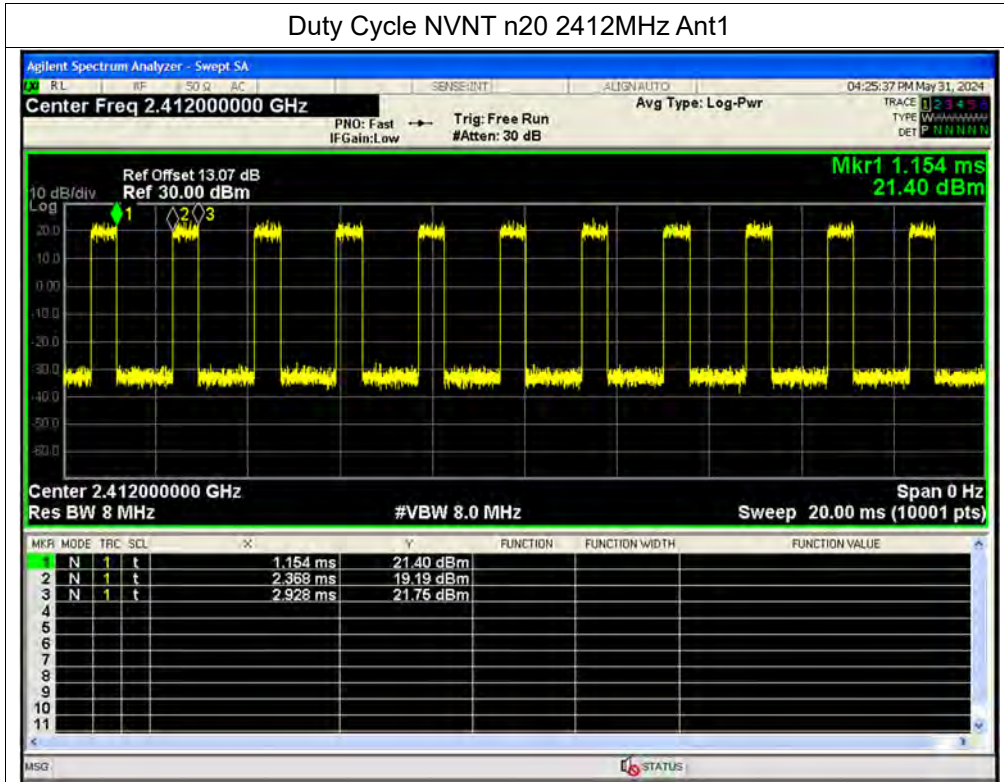 Duty Cycle NVNT n20 2412MHz Ant1
Agilent Spectrum Analyzer - Swept SA
LXI RL RF 50 Ω AC SENSE:INT ALIGN AUTO 04:25:37 PM May 31, 2024
Center Freq 2.412000000 GHz Avg Type: Log-Pwr TRACE 1 2 3 4 5 6
PNO: Fast Trig: Free Run TYPE W
IFGain:Low #Atten: 30 dB DET P N N N N N
Mkr1 1.154 ms
Ref Offset 13.07 dB
10 dB/div Ref 30.00 dBm 21.40 dBm
Log
1 2 3
20.0
10.0
0.00
-10.0
-20.0
-30.0
-40.0
-50.0
-60.0
Center 2.412000000 GHz Span 0 Hz
Res BW 8 MHz #VBW 8.0 MHz Sweep 20.00 ms (10001 pts)
MKR MODE TRC SCL X Y FUNCTION FUNCTION WIDTH FUNCTION VALUE
1 N 1 t 1.154 ms 21.40 dBm
2 N 1 t 2.368 ms 19.19 dBm
3 N 1 t 2.928 ms 21.75 dBm
4
5
6
7
8
9
10
11
MSG STATUS